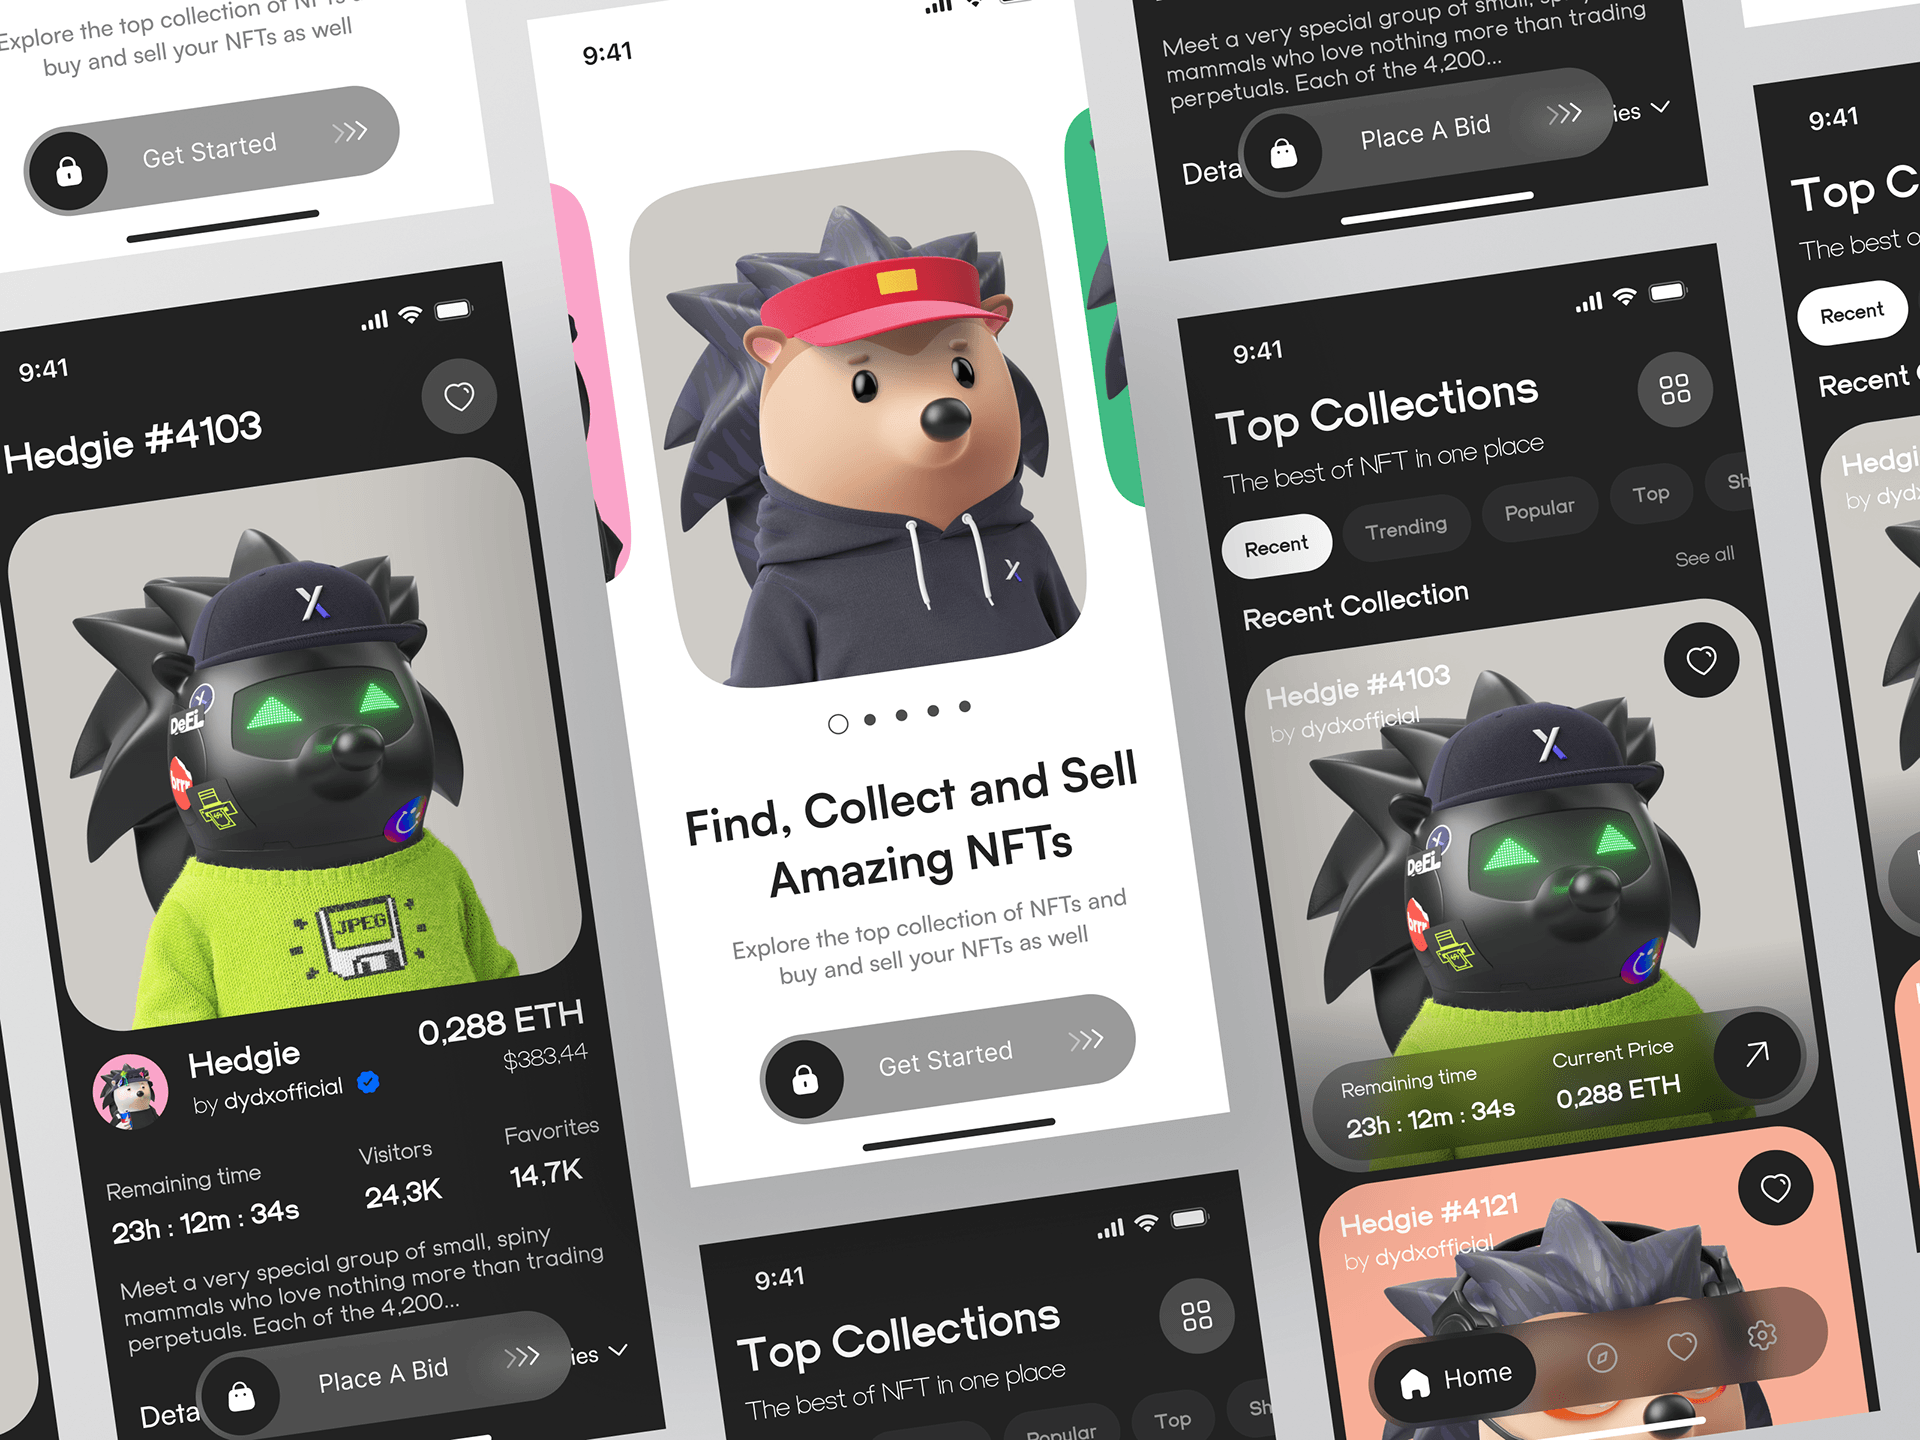 Explore the top collection of NFTs
buy and sell your NFTs as well
Get Started
9:41
Hedgie #4103
DeFi
brrr
JPEG
Hedgie
by dydxofficial
0,288 ETH
$383,44
Remaining time
23h : 12m : 34s
Visitors
24,3K
Favorites
14,7K
Meet a very special group of small, spiny
mammals who love nothing more than trading
perpetuals. Each of the 4,200...
Place A Bid
Deta
ies
9:41
Find, Collect and Sell
Amazing NFTs
Explore the top collection of NFTs and
buy and sell your NFTs as well
Get Started
9:41
Top Collections
The best of NFT in one place
Popular
Top
Sh
Meet a very special group of small, spiny
mammals who love nothing more than trading
perpetuals. Each of the 4,200...
Place A Bid
Deta
ies
9:41
Top Collections
The best of NFT in one place
Recent
Trending
Popular
Top
Sh
See all
Recent Collection
Hedgie #4103
by dydxofficial
DeFi
brrr
Remaining time
23h : 12m : 34s
Current Price
0,288 ETH
Hedgie #4121
by dydxofficial
Home
9:41
Top C
The best o
Recent
Recent
Hedgi
by dydx